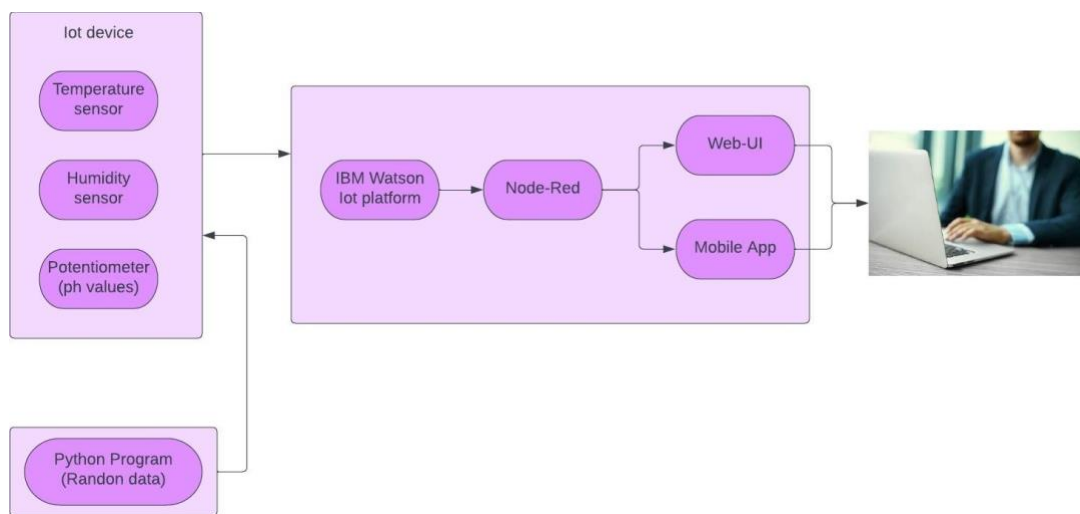 Iot device
Temperature
sensor
Humidity
sensor
Potentiometer
(ph values)
Python Program
(Randon data)
IBM Watson
Iot platform
Node-Red
Web-UI
Mobile App